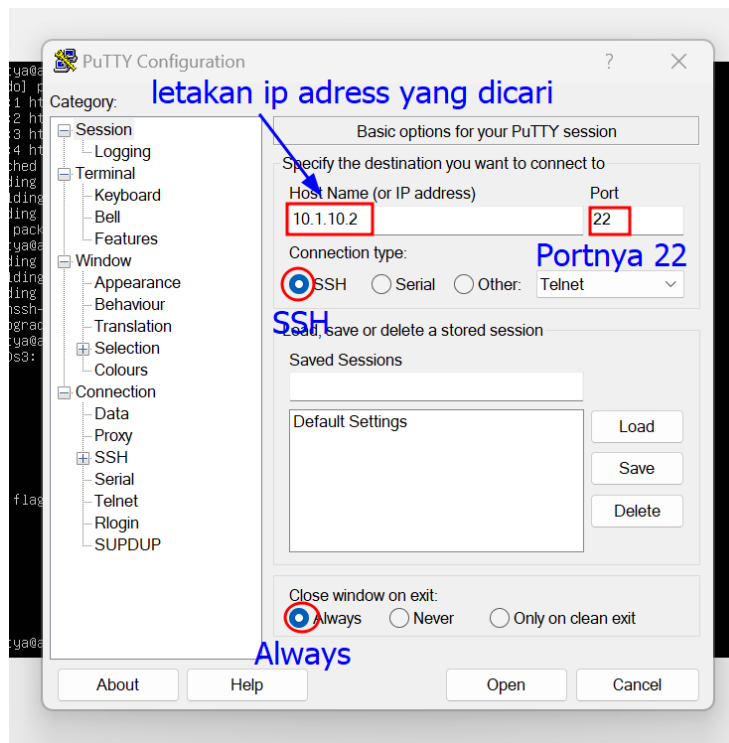 PuTTY Configuration
?
letakan ip adress yang dicari
Category:
Session
Logging
Terminal
Keyboard
Bell
Features
Window
Appearance
Behaviour
Translation
Selection
Colours
Connection
Data
Proxy
SSH
Serial
Telnet
Rlogin
SUPDUP
Basic options for your PuTTY session
Specify the destination you want to connect to
Host Name (or IP address) Port
10.1.10.2 22
Connection type:
Portnya 22
SSH Serial Other: Telnet
SSH
Load, save or delete a stored session
Saved Sessions
Default Settings
Load
Save
Delete
Close window on exit:
Always Never Only on clean exit
Always
About Help Open Cancel